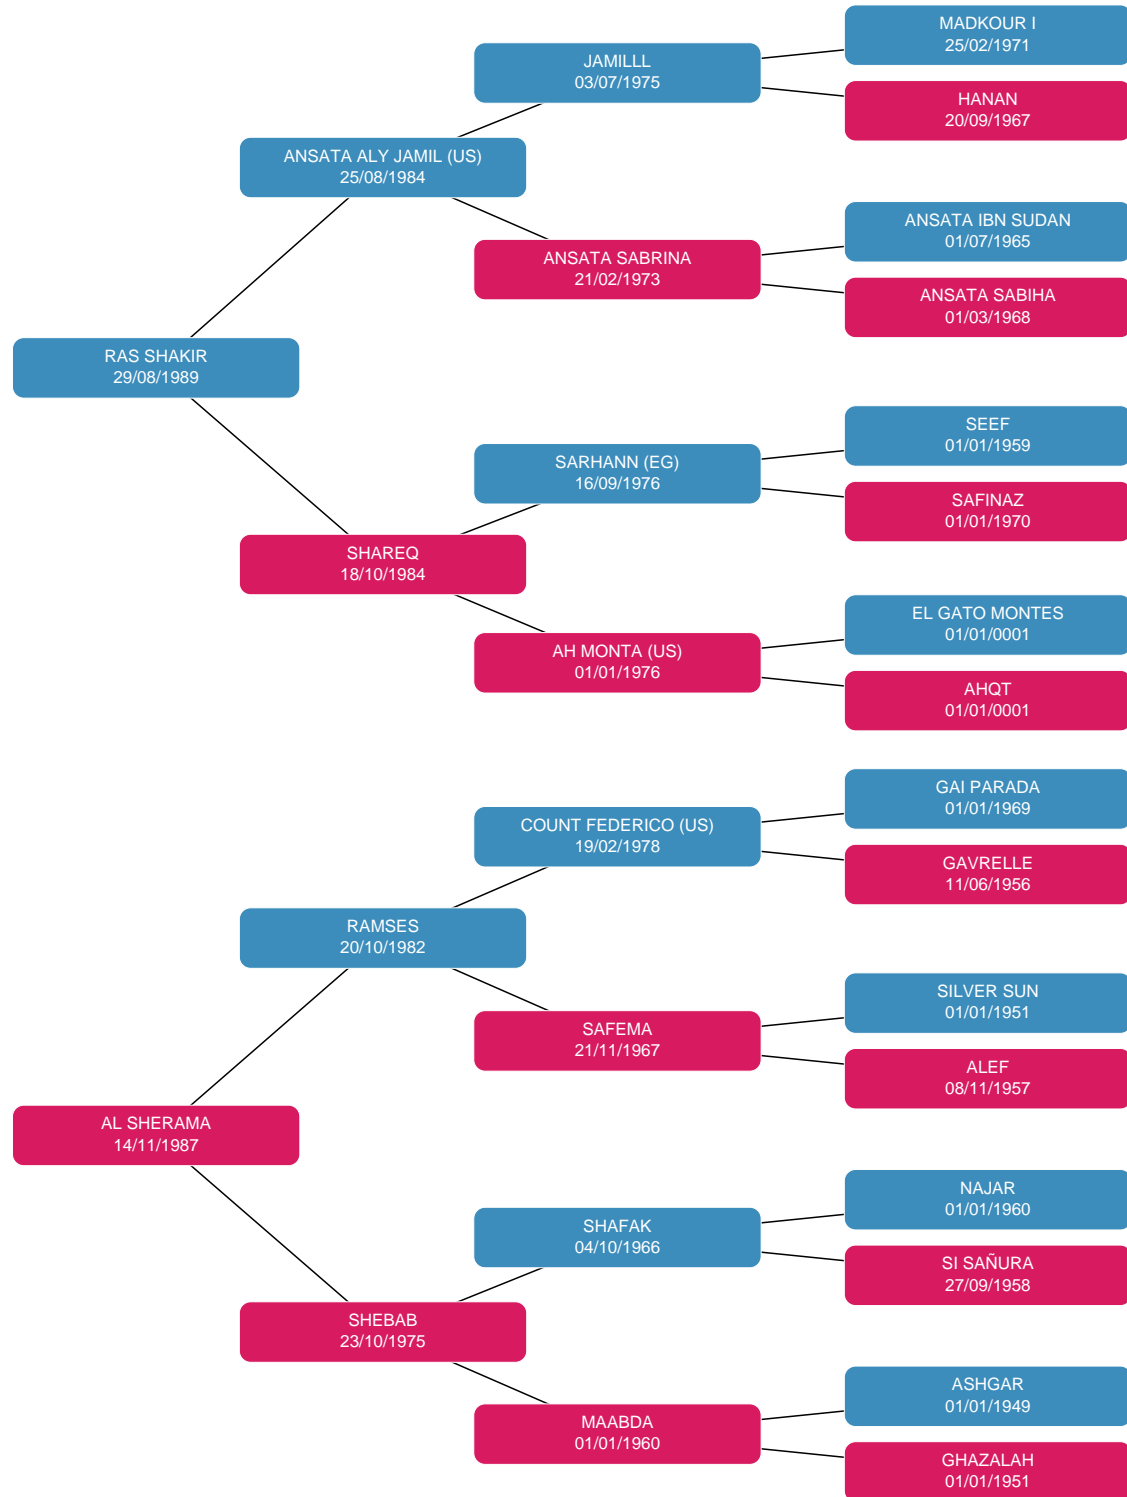 MADKOUR I
25/02/1971
JAMILLL
03/07/1975
HANAN
20/09/1967
ANSATA ALY JAMIL (US)
25/08/1984
ANSATA IBN SUDAN
01/07/1965
ANSATA SABRINA
21/02/1973
ANSATA SABIHA
01/03/1968
RAS SHAKIR
29/08/1989
SEEF
01/01/1959
SARHANN (EG)
16/09/1976
SAFINAZ
01/01/1970
SHAREQ
18/10/1984
EL GATO MONTES
01/01/0001
AH MONTA (US)
01/01/1976
AHQT
01/01/0001
GAI PARADA
01/01/1969
COUNT FEDERICO (US)
19/02/1978
GAVRELLE
11/06/1956
RAMSES
20/10/1982
SILVER SUN
01/01/1951
SAFEMA
21/11/1967
ALEF
08/11/1957
AL SHERAMA
14/11/1987
NAJAR
01/01/1960
SHAFAK
04/10/1966
SI SAÑURA
27/09/1958
SHEBAB
23/10/1975
ASHGAR
01/01/1949
MAABDA
01/01/1960
GHAZALAH
01/01/1951